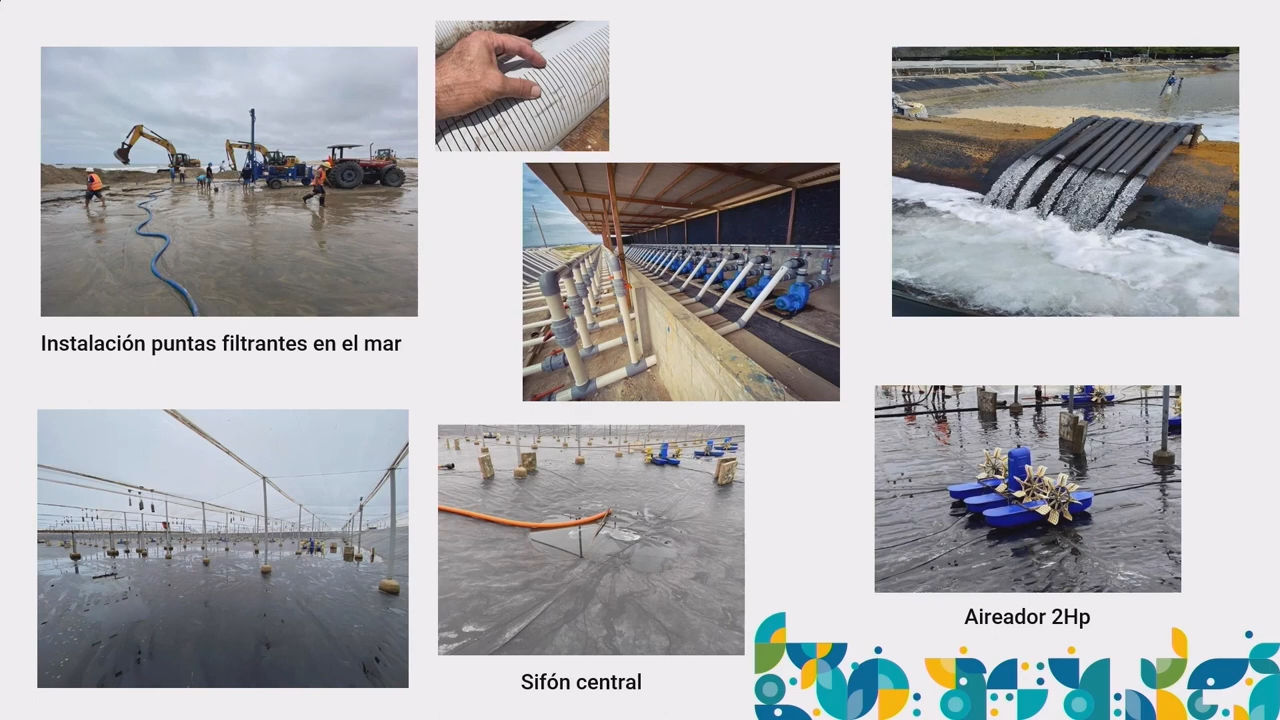 Instalación puntas filtrantes en el mar
Sifón central
Aireador 2Hp